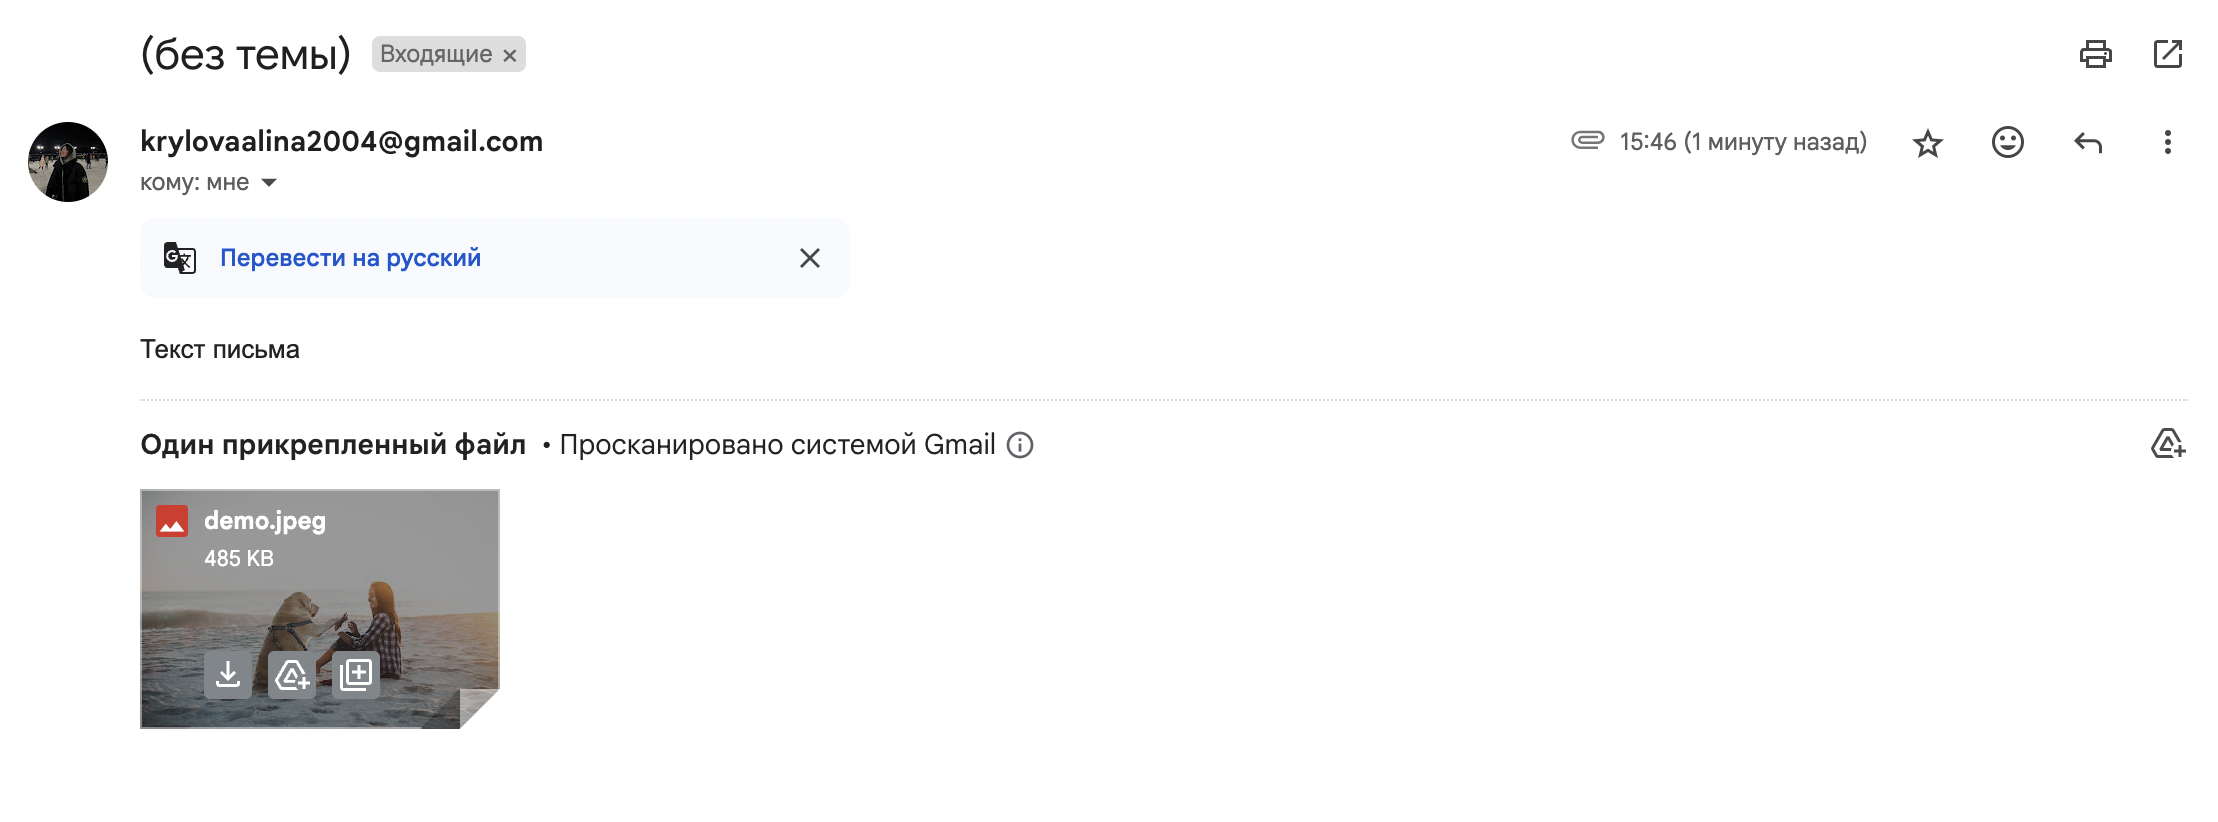 (без темы) Входящие ×
krylovaalina2004@gmail.com 15:46 (1 минуту назад)
кому: мне
Перевести на русский
Текст письма
Один прикрепленный файл • Просканировано системой Gmail
demo.jpeg
485 KB